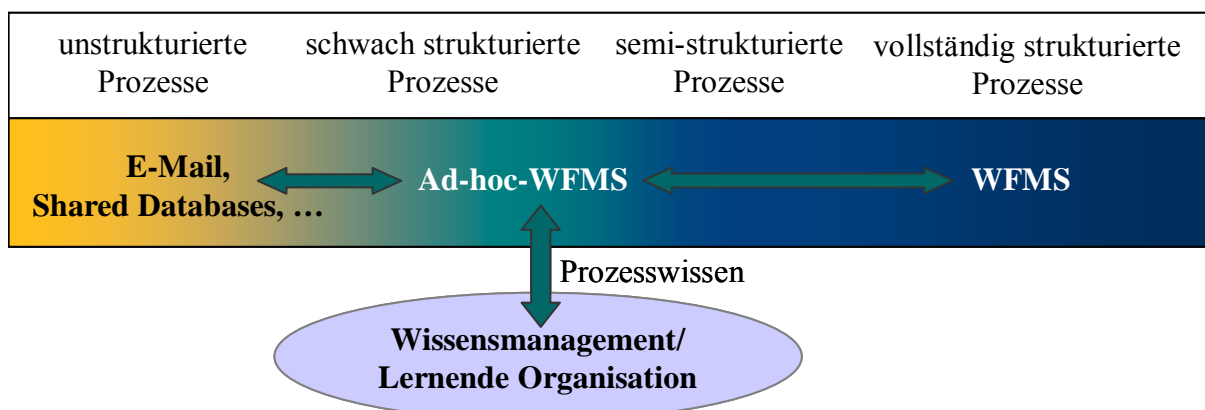 unstrukturierte
Prozesse
schwach strukturierte
Prozesse
semi-strukturierte
Prozesse
vollständig strukturierte
Prozesse
E-Mail,
Shared Databases, …
Ad-hoc-WFMS
WFMS
Prozesswissen
Wissensmanagement/
Lernende Organisation